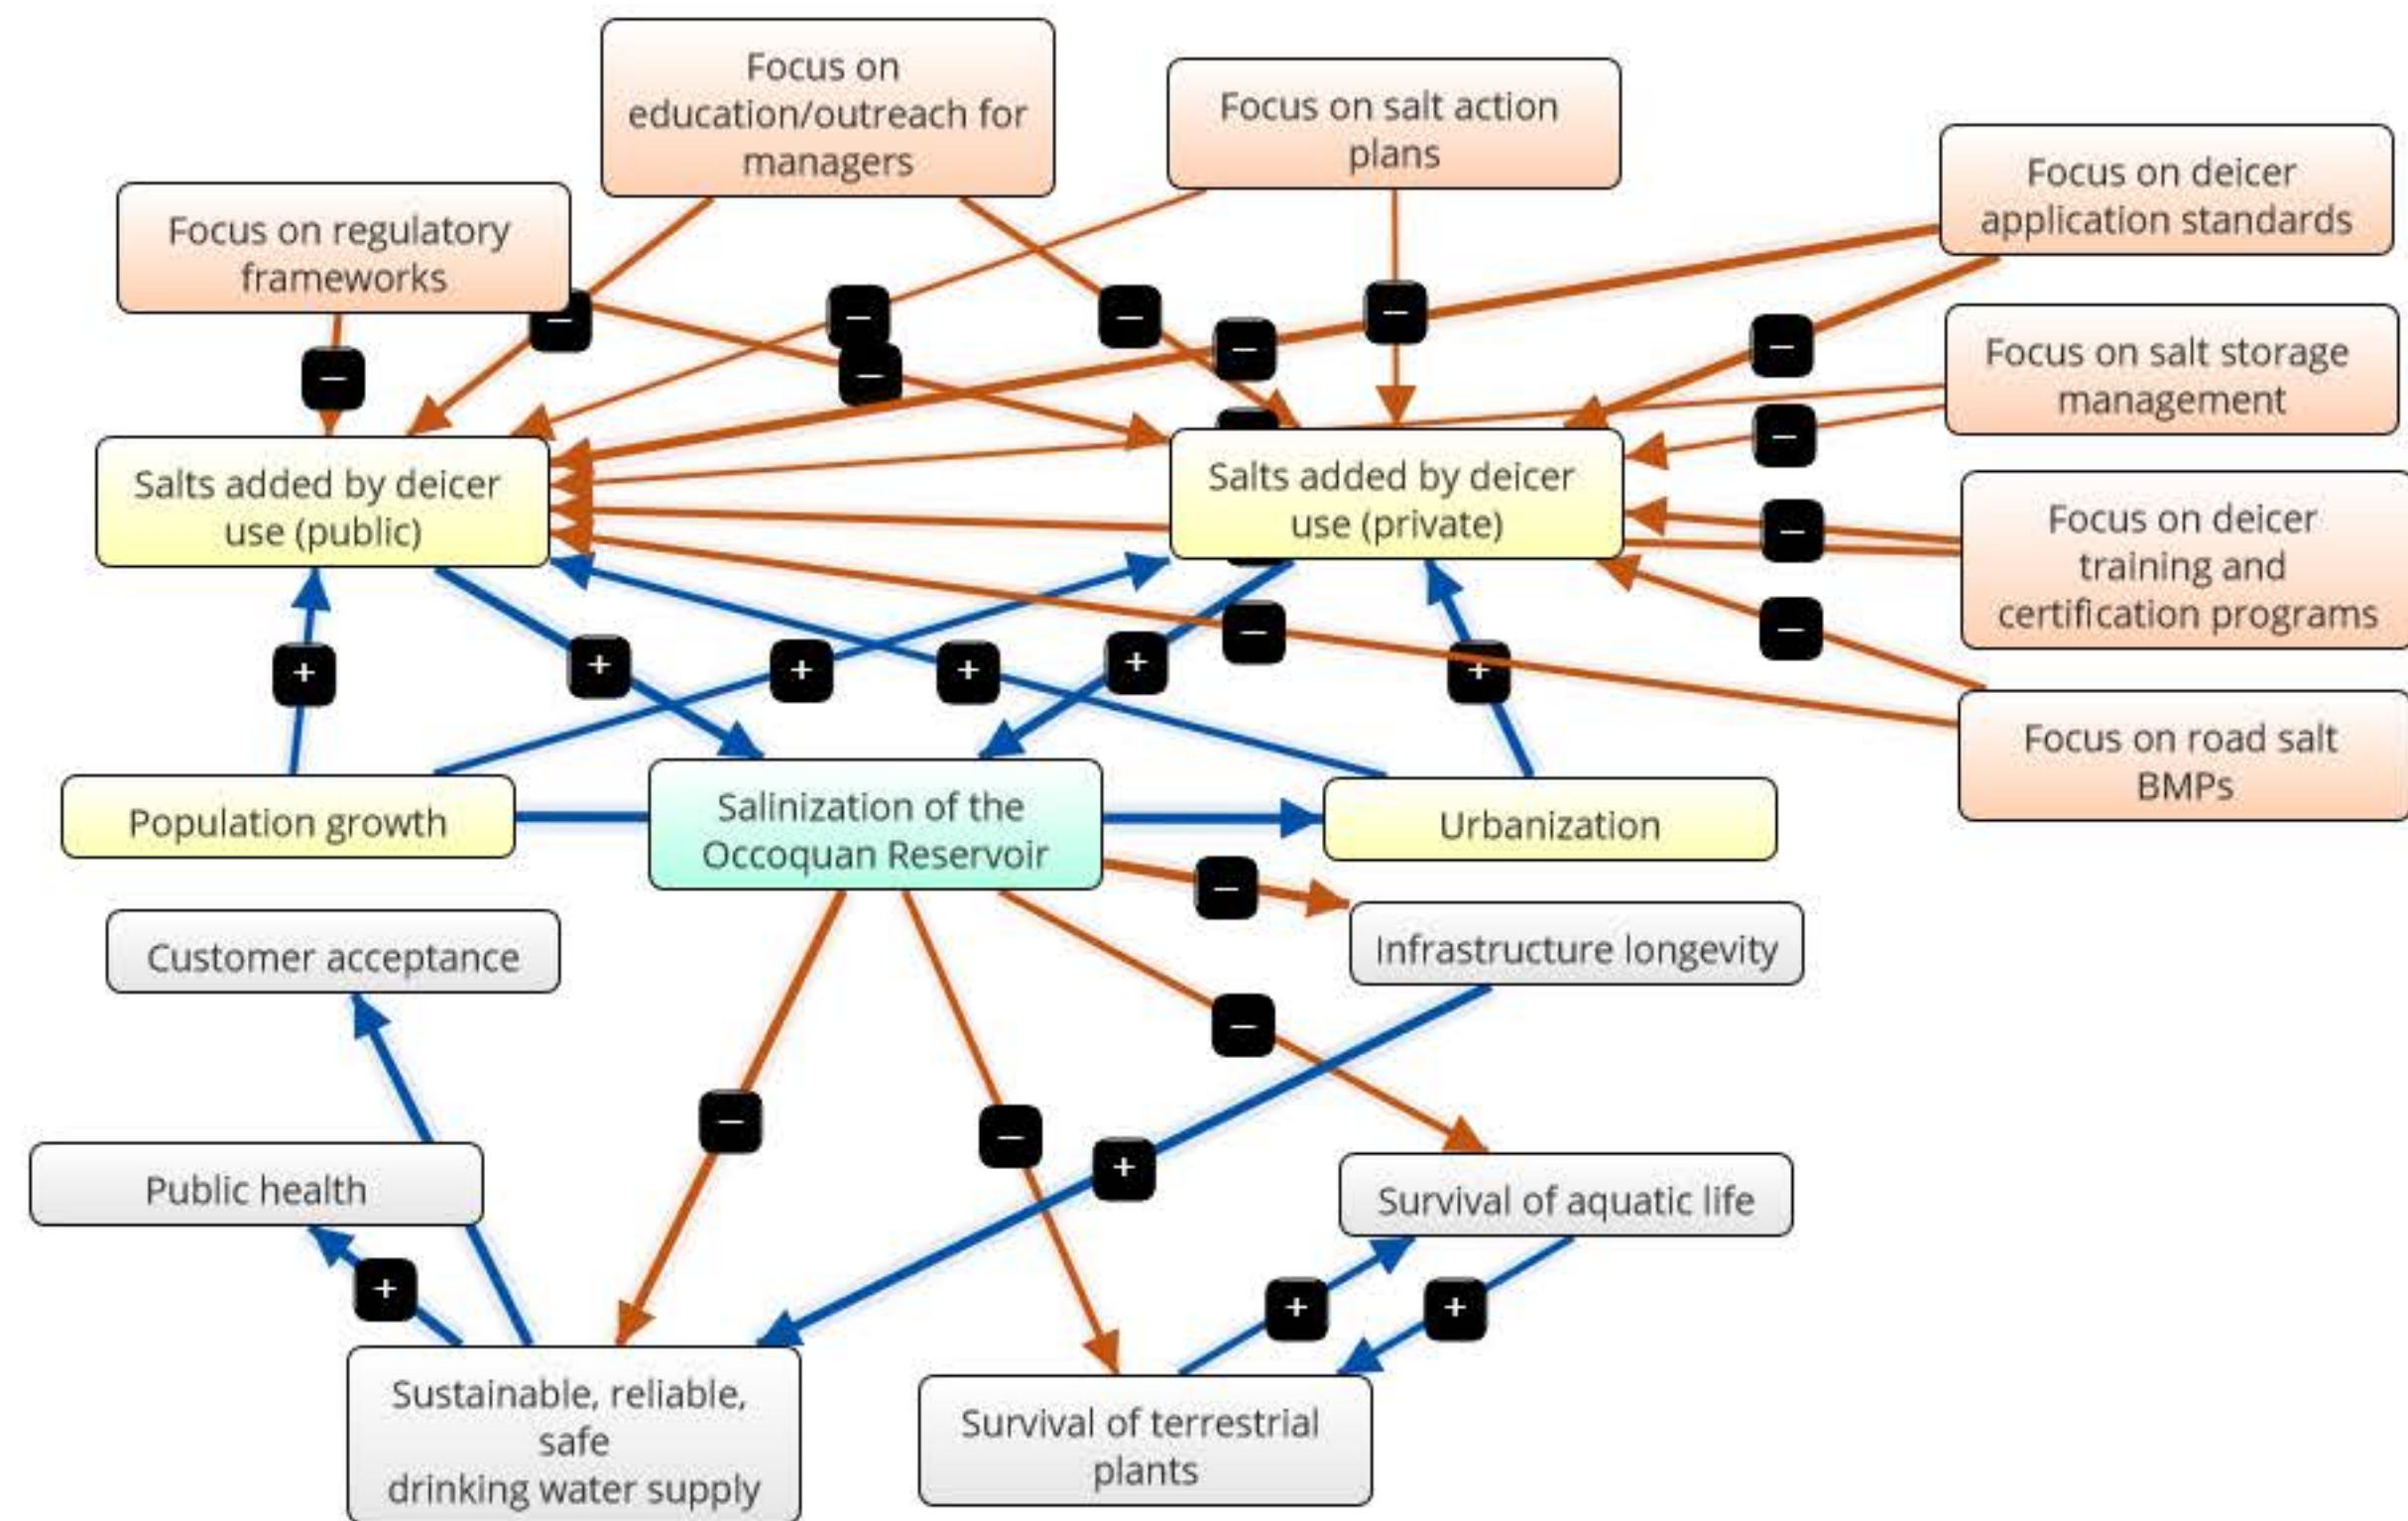 Focus on
education/outreach for
managers
Focus on salt action
plans
Focus on deicer
application standards
Focus on regulatory
frameworks
−
−
−
−
−
−
−
−
−
Focus on salt storage
management
−
Salts added by deicer
use (public)
Salts added by deicer
use (private)
−
Focus on deicer
training and
certification programs
−
−
+
+
+
+
+
+
Focus on road salt
BMPs
Population growth
Salinization of the
Occoquan Reservoir
Urbanization
−
Customer acceptance
Infrastructure longevity
−
−
−
+
Public health
Survival of aquatic life
+
+
+
Sustainable, reliable,
safe
drinking water supply
Survival of terrestrial
plants